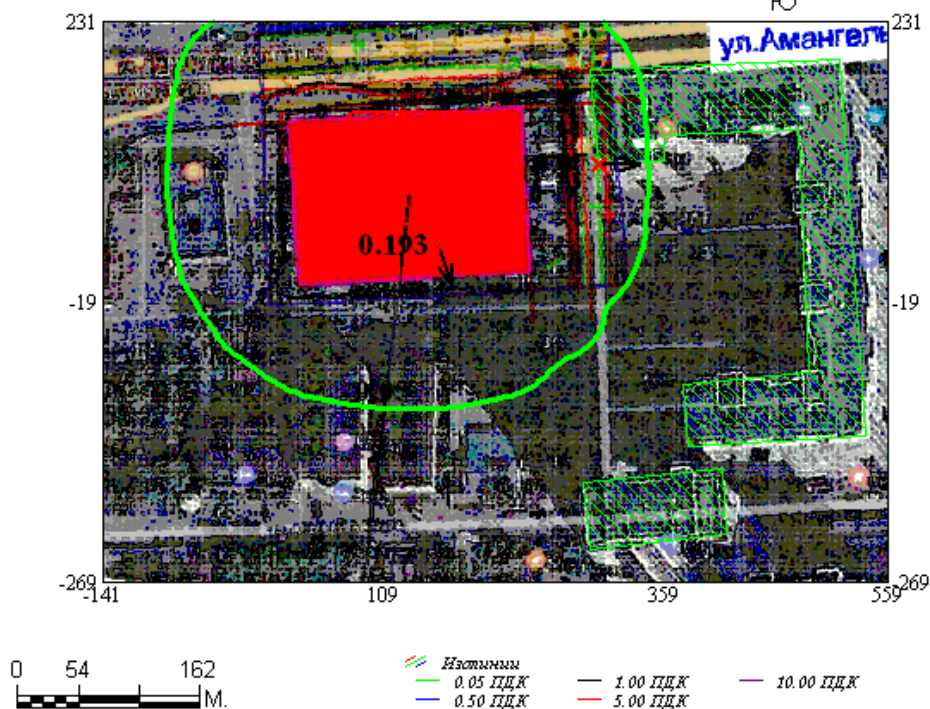 Ю
231 231
ул.Амангель
0.193
-19 -19
-269 -269
-141 109 359 559
0 54 162
М.
Изолинии
0.05 ПДК 1.00 ПДК 10.00 ПДК
0.50 ПДК 5.00 ПДК